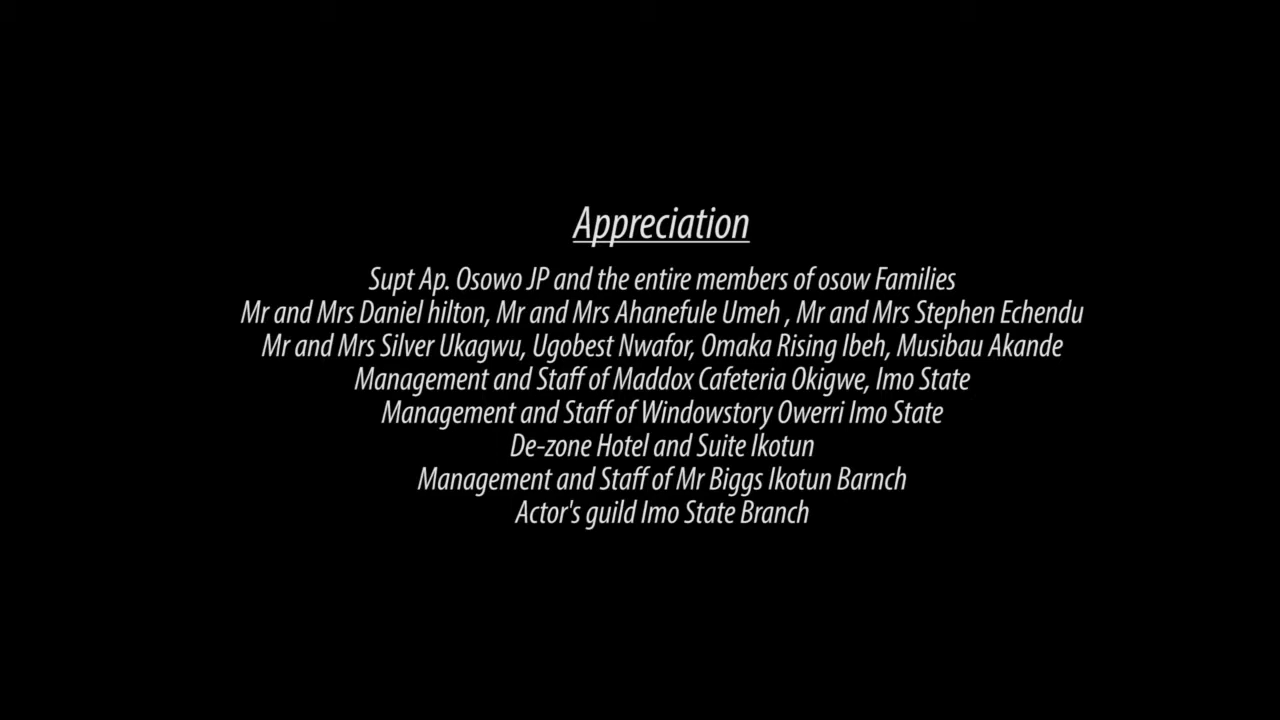 Appreciation
Supt Ap. Osowo JP and the entire members of osow Families
Mr and Mrs Daniel hilton, Mr and Mrs Ahanefule Umeh , Mr and Mrs Stephen Echendu
Mr and Mrs Silver Ukagwu, Ugobest Nwafor, Omaka Rising Ibeh, Musibau Akande
Management and Staff of Maddox Cafeteria Okigwe, Imo State
Management and Staff of Windowstory Owerri Imo State
De-zone Hotel and Suite Ikotun
Management and Staff of Mr Biggs Ikotun Barnch
Actor's guild Imo State Branch